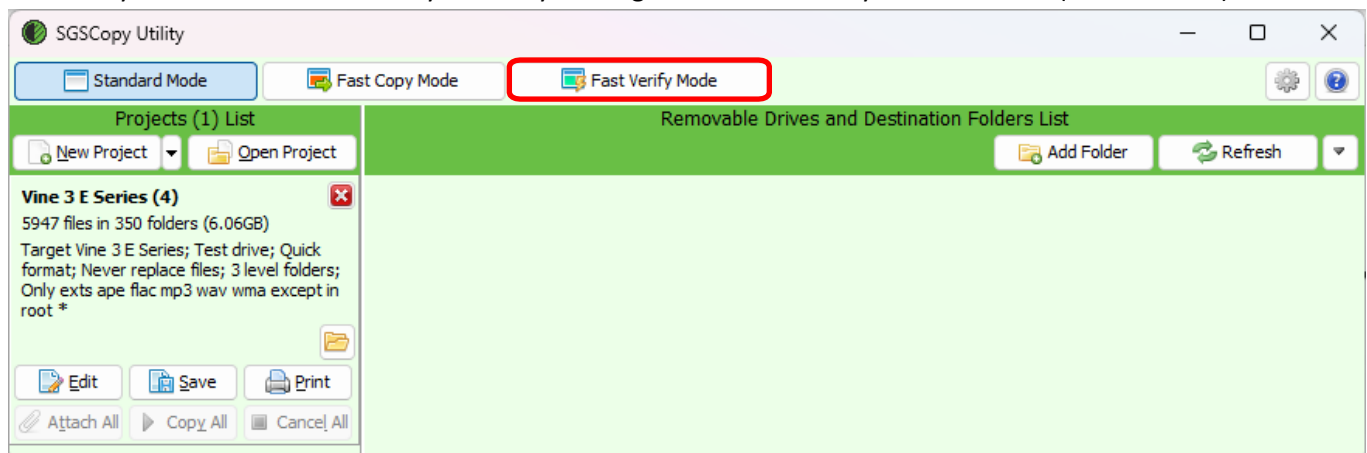 SGSCopy Utility
Standard Mode
Fast Copy Mode
Fast Verify Mode
Projects (1) List
Removable Drives and Destination Folders List
New Project
Open Project
Add Folder
Refresh
Vine 3 E Series (4)
5947 files in 350 folders (6.06GB)
Target Vine 3 E Series; Test drive; Quick
format; Never replace files; 3 level folders;
Only exts ape flac mp3 wav wma except in
root *
Edit
Save
Print
Attach All
Copy All
Cancel All